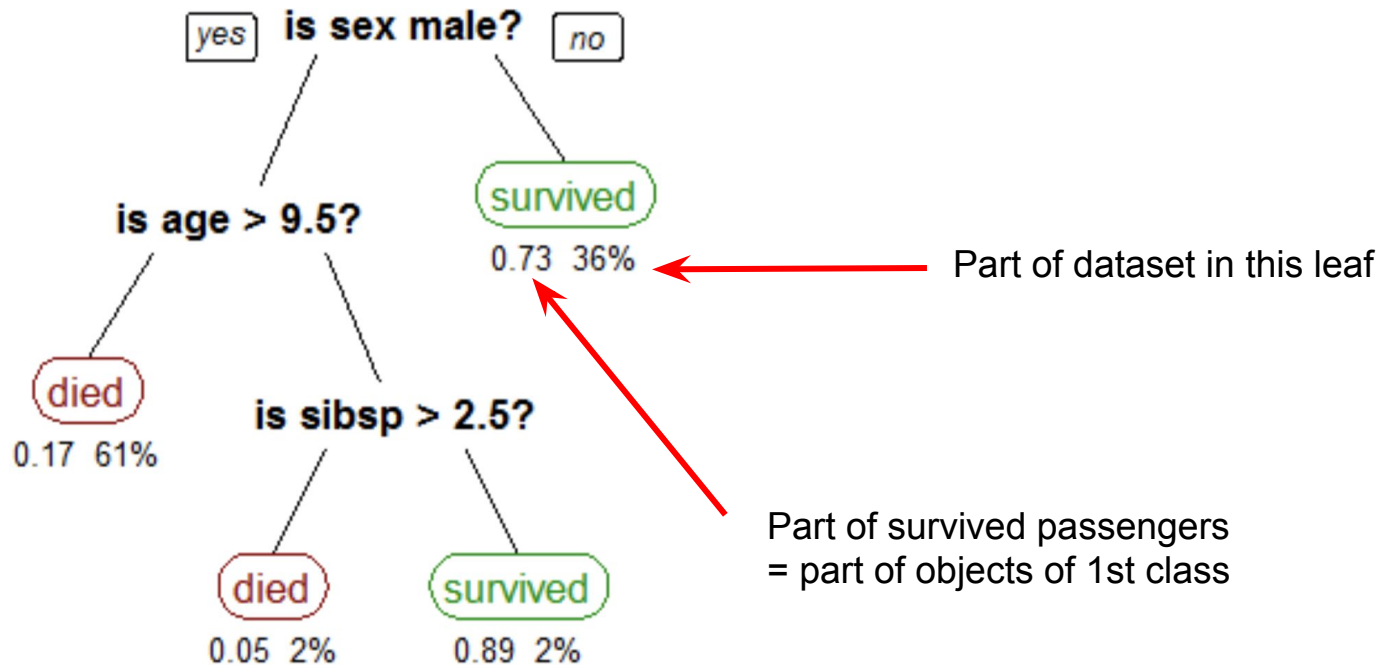 yes is sex male? no
survived
is age > 9.5?
0.73 36%
Part of dataset in this leaf
died
is sibsp > 2.5?
0.17 61%
Part of survived passengers
= part of objects of 1st class
died survived
0.05 2% 0.89 2%